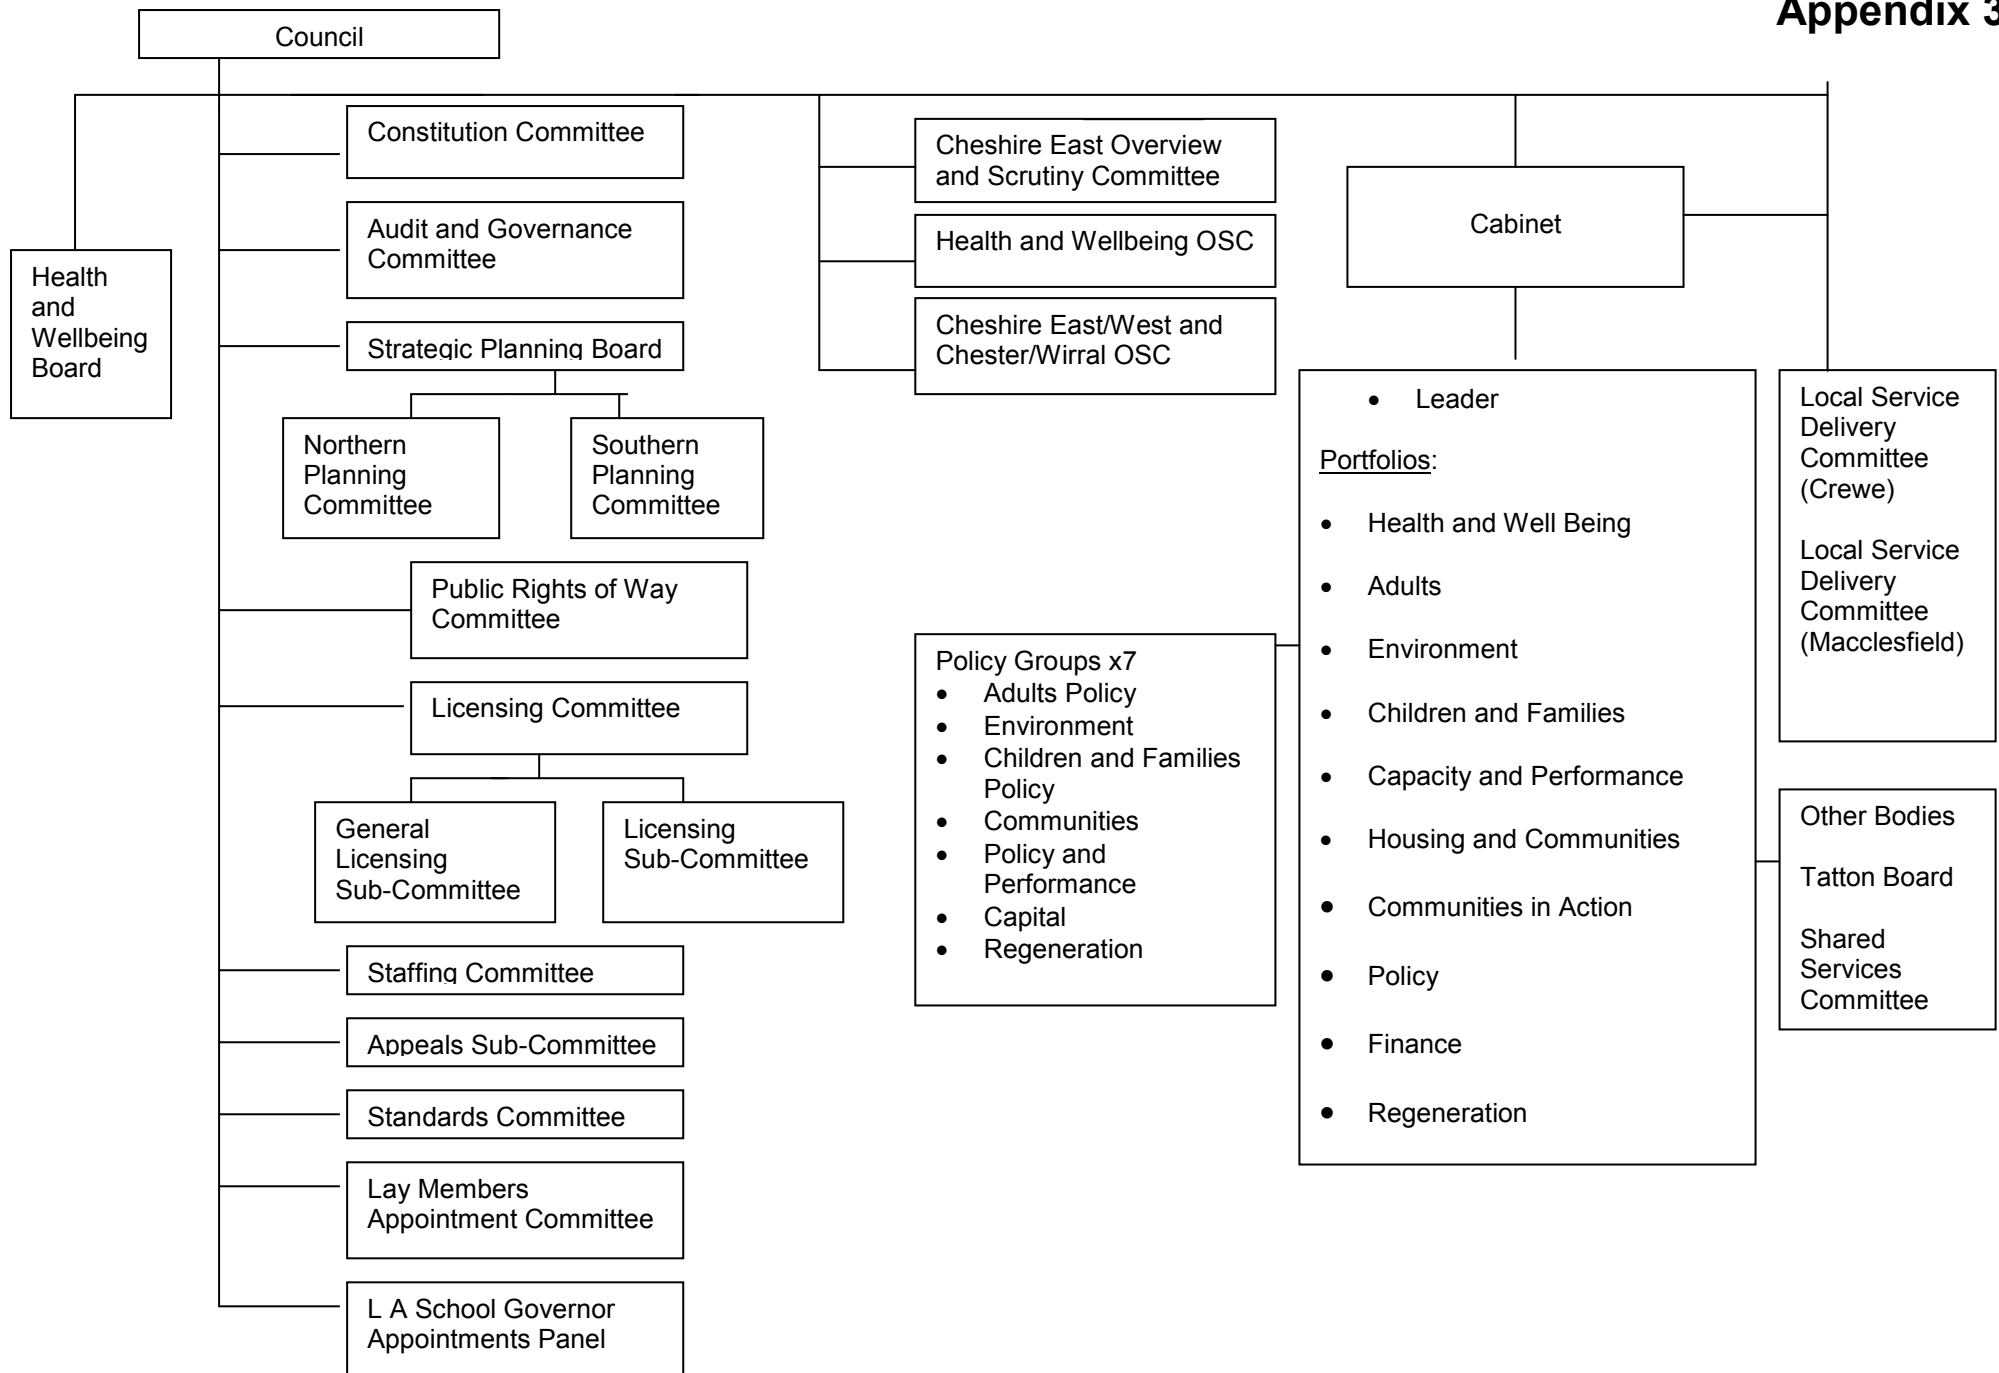 Appendix 3
Council
Health
and
Wellbeing
Board
Constitution Committee
Audit and Governance
Committee
Strategic Planning Board
Northern
Planning
Committee
Southern
Planning
Committee
Public Rights of Way
Committee
Licensing Committee
General
Licensing
Sub-Committee
Licensing
Sub-Committee
Staffing Committee
Appeals Sub-Committee
Standards Committee
Lay Members
Appointment Committee
L A School Governor
Appointments Panel
Cheshire East Overview
and Scrutiny Committee
Health and Wellbeing OSC
Cheshire East/West and
Chester/Wirral OSC
Policy Groups x7
• Adults Policy
• Environment
• Children and Families
Policy
• Communities
• Policy and
Performance
• Capital
• Regeneration
Cabinet
• Leader
Portfolios:
• Health and Well Being
• Adults
• Environment
• Children and Families
• Capacity and Performance
• Housing and Communities
• Communities in Action
• Policy
• Finance
• Regeneration
Local Service
Delivery
Committee
(Crewe)
Local Service
Delivery
Committee
(Macclesfield)
Other Bodies
Tatton Board
Shared
Services
Committee